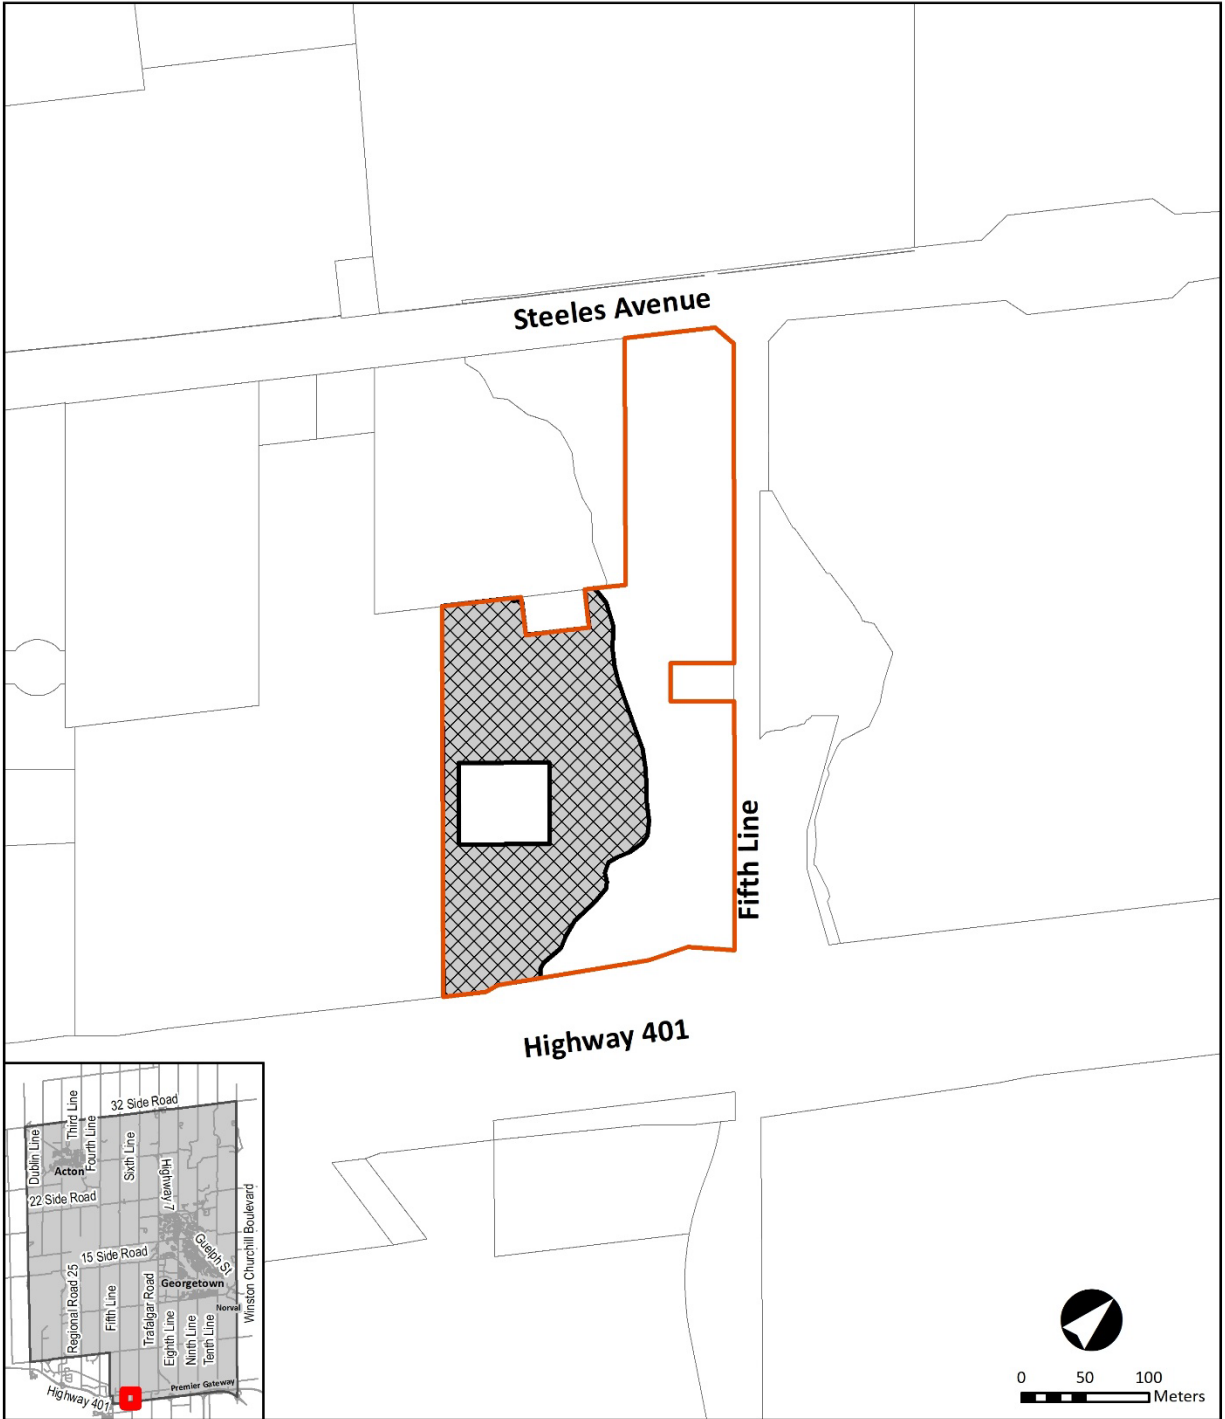 Steeles Avenue
Fifth Line
Highway 401
32 Side Road
Third Line
Fourth Line
Dublin Line
Sixth Line
Acton
Highway 7
22 Side Road
Winston Churchill Boulevard
Guelph St
15 Side Road
Georgetown
Regional Road 25
Fifth Line
Trafalgar Road
Norval
Eighth Line
Ninth Line
Tenth Line
Premier Gateway
Highway 401
0 50 100
Meters